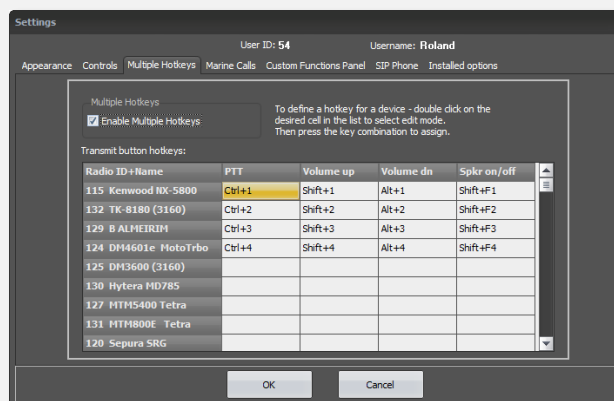 Settings
User ID: 54 Username: Roland
Appearance Controls Multiple Hotkeys Marine Calls Custom Functions Panel SIP Phone Installed options
Multiple Hotkeys
Enable Multiple Hotkeys
To define a hotkey for a device - double click on the
desired cell in the list to select edit mode.
Then press the key combination to assign.
Transmit button hotkeys:
Radio ID+Name PTT Volume up Volume dn Spkr on/off
115 Kenwood NX-5800 Ctrl+1 Shift+1 Alt+1 Shift+F1
132 TK-8180 (3160) Ctrl+2 Shift+2 Alt+2 Shift+F2
129 B ALMEIRIM Ctrl+3 Shift+3 Alt+3 Shift+F3
124 DM4601e MotoTrbo Ctrl+4 Shift+4 Alt+4 Shift+F4
125 DM3600 (3160)
130 Hytera MD785
127 MTM5400 Tetra
131 MTM800E Tetra
120 Sepura SRG
OK Cancel